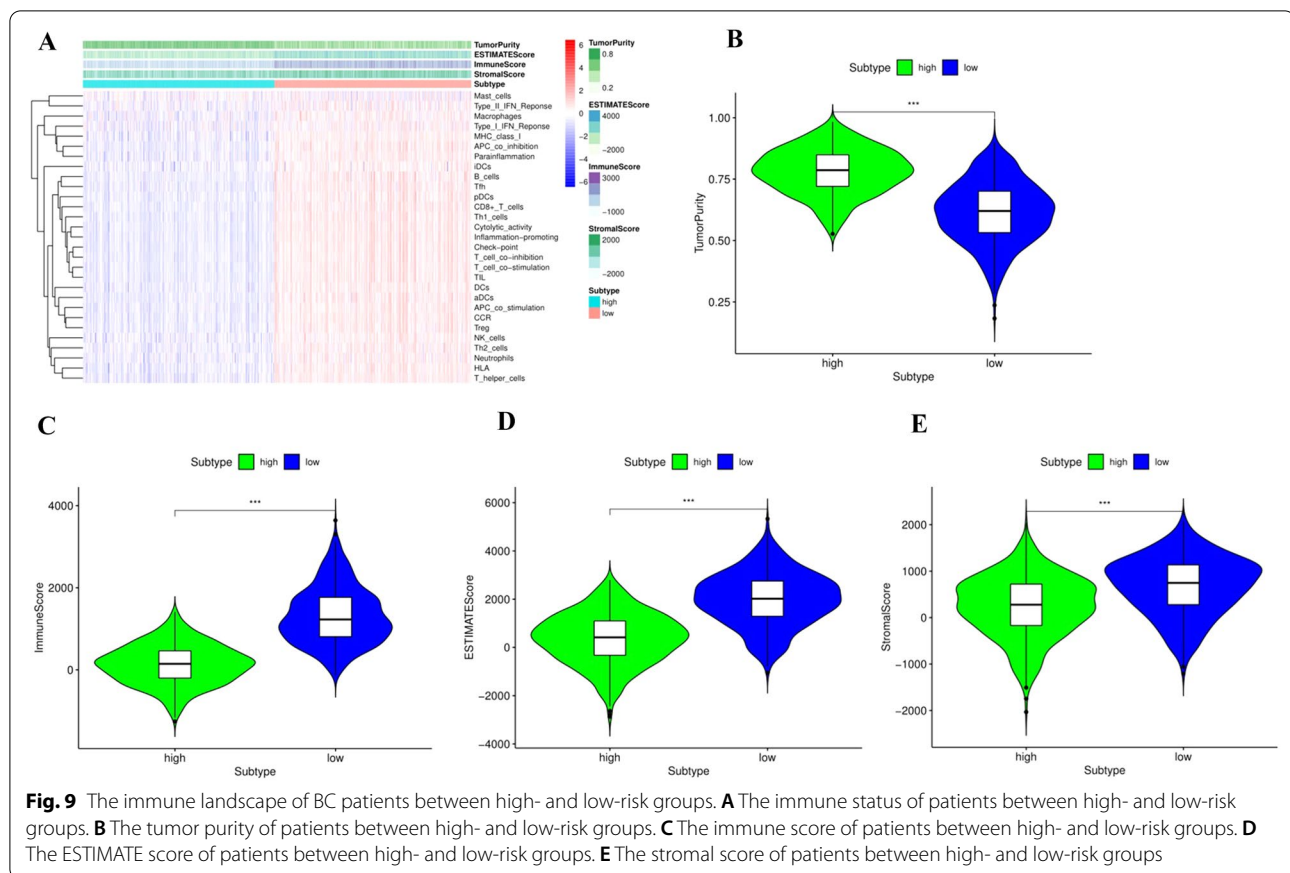 A
TumorPurity
ESTIMATEScore
ImmuneScore
StromalScore
Subtype
Mast_cells
Type_II_IFN_Reponse
Macrophages
Type_I_IFN_Reponse
MHC_class_I
APC_co_inhibition
Parainflammation
iDCs
B_cells
Tfh
pDCs
CD8+_T_cells
Th1_cells
Cytolytic_activity
Inflammation-promoting
Check-point
T_cell_co-inhibition
T_cell_co-stimulation
TIL
DCs
aDCs
APC_co_stimulation
CCR
Treg
NK_cells
Th2_cells
Neutrophils
HLA
T_helper_cells
6
4
2
0
−2
−4
−6
TumorPurity
0.8
0.2
ESTIMATEScore
4000
−2000
ImmuneScore
3000
−1000
StromalScore
2000
−2000
Subtype
high
low
B
Subtype high low
***
1.00
0.75
0.50
0.25
TumorPurity
high low
Subtype
C
Subtype high low
***
4000
2000
0
ImmuneScore
high low
Subtype
D
Subtype high low
***
6000
4000
2000
0
−2000
−4000
ESTIMATEScore
high low
Subtype
E
Subtype high low
***
2000
1000
0
−1000
−2000
StromalScore
high low
Subtype
Fig. 9 The immune landscape of BC patients between high- and low-risk groups. A The immune status of patients between high- and low-risk
groups. B The tumor purity of patients between high- and low-risk groups. C The immune score of patients between high- and low-risk groups. D
The ESTIMATE score of patients between high- and low-risk groups. E The stromal score of patients between high- and low-risk groups